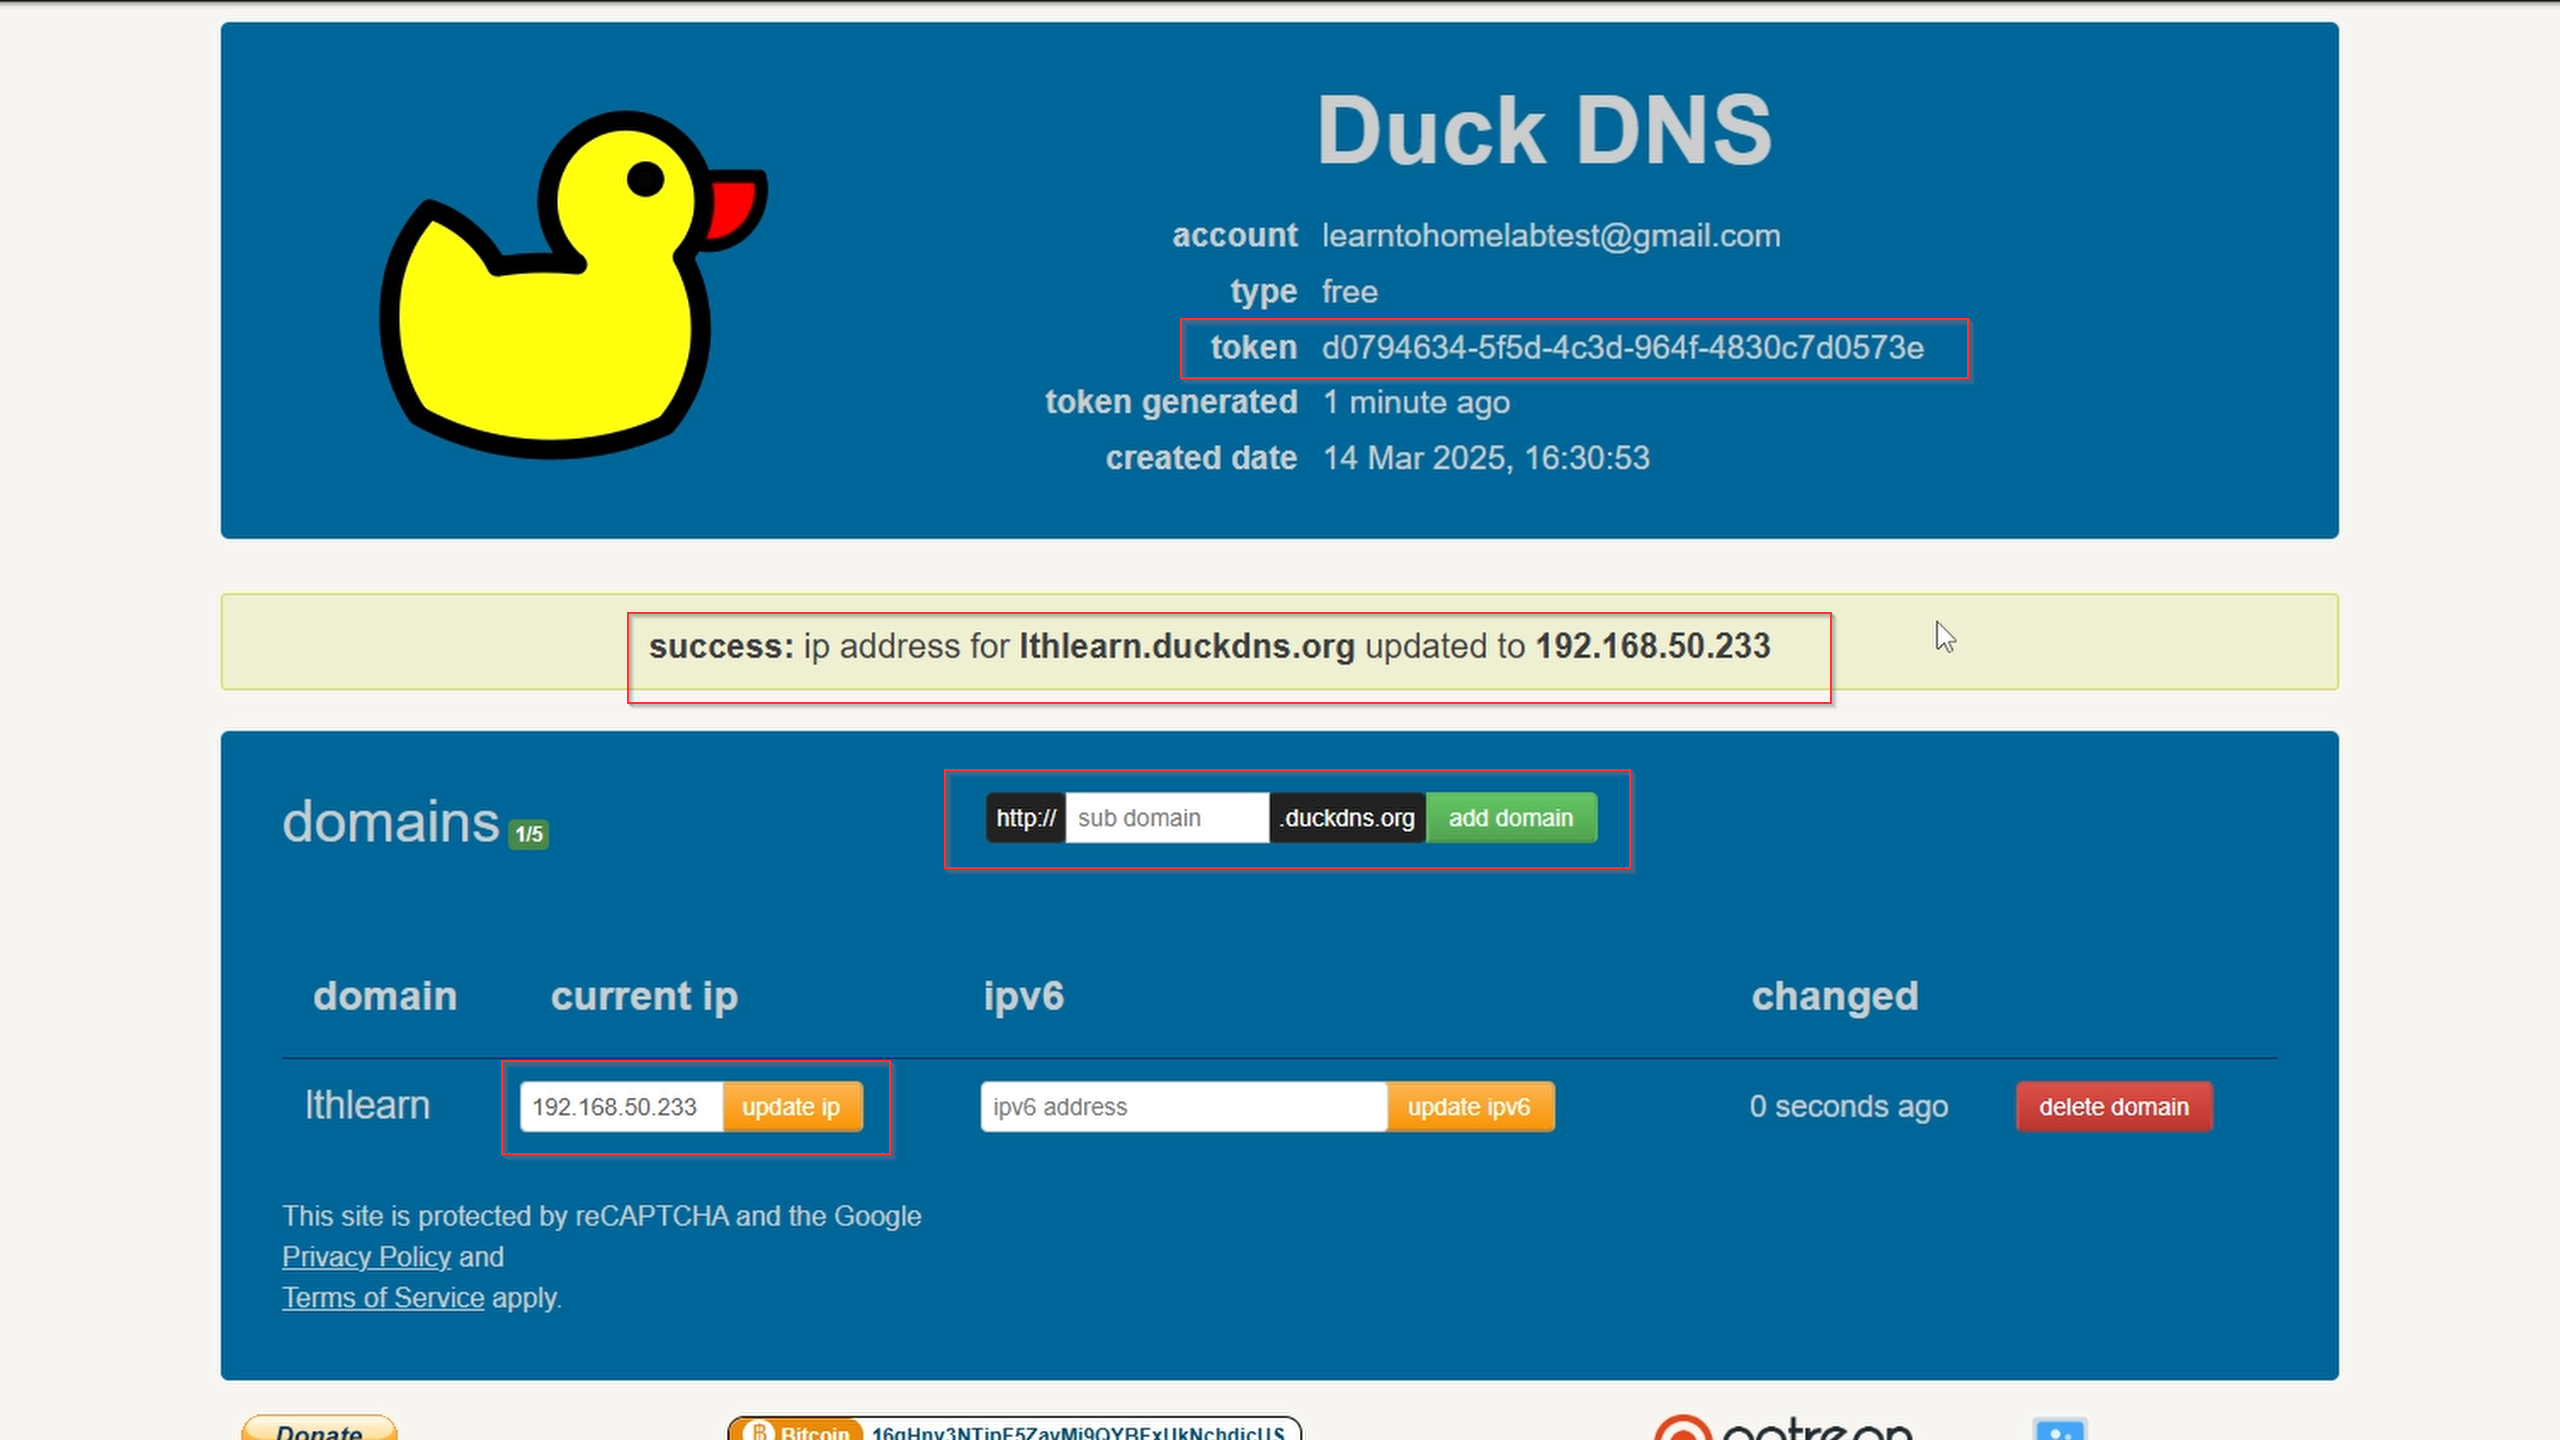 Duck DNS
account learntohomelabtest@gmail.com
type free
token d0794634-5f5d-4c3d-964f-4830c7d0573e
token generated 1 minute ago
created date 14 Mar 2025, 16:30:53
success: ip address for lthlearn.duckdns.org updated to 192.168.50.233
domains 1/5
http:// sub domain .duckdns.org add domain
domain current ip ipv6 changed
lthlearn 192.168.50.233 update ip ipv6 address update ipv6 0 seconds ago delete domain
This site is protected by reCAPTCHA and the Google
Privacy Policy and
Terms of Service apply.
Donate Bitcoin patreon